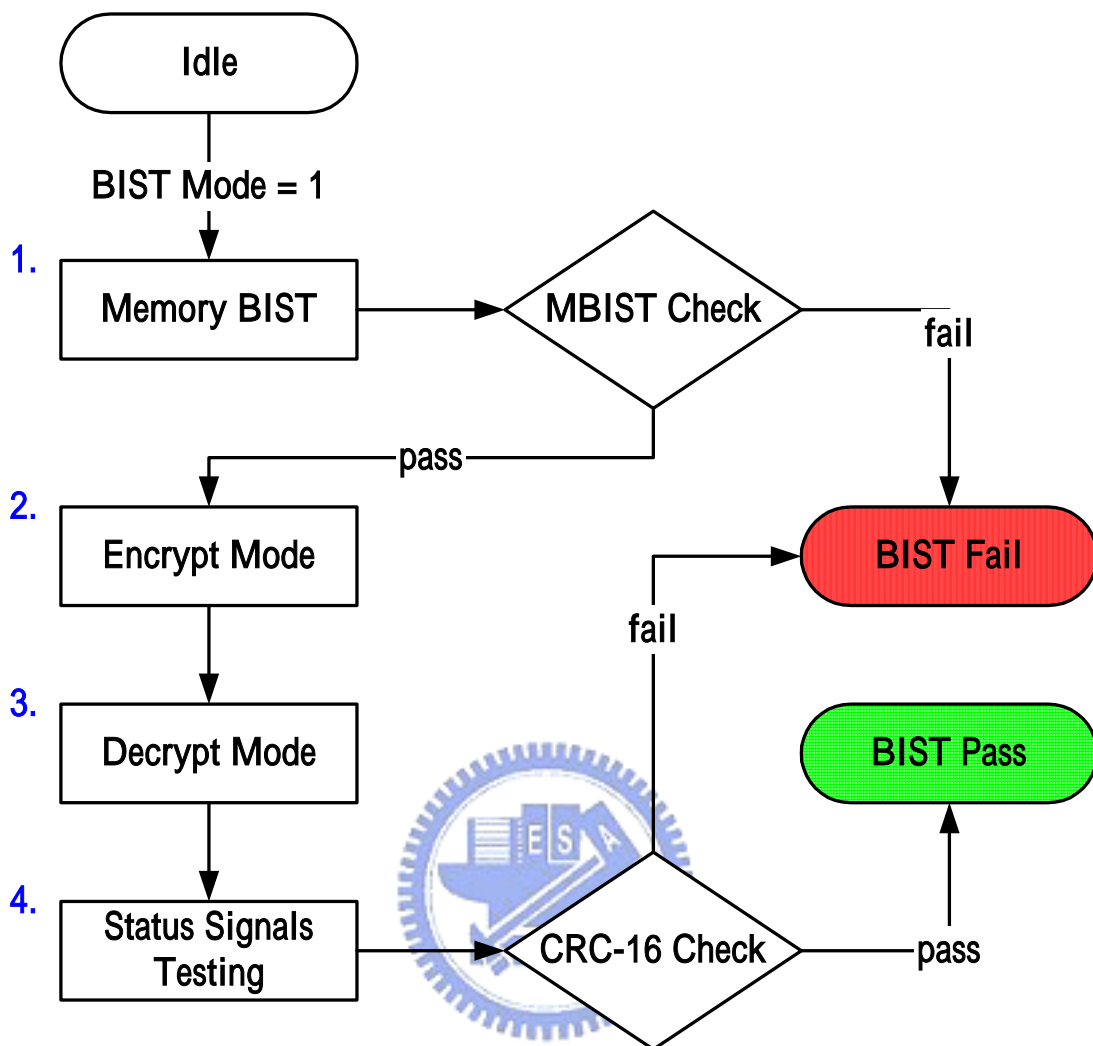 Idle
BIST Mode = 1
1.
Memory BIST
MBIST Check
fail
pass
2.
Encrypt Mode
BIST Fail
fail
3.
Decrypt Mode
BIST Pass
E S A
4.
Status Signals
Testing
CRC-16 Check
pass